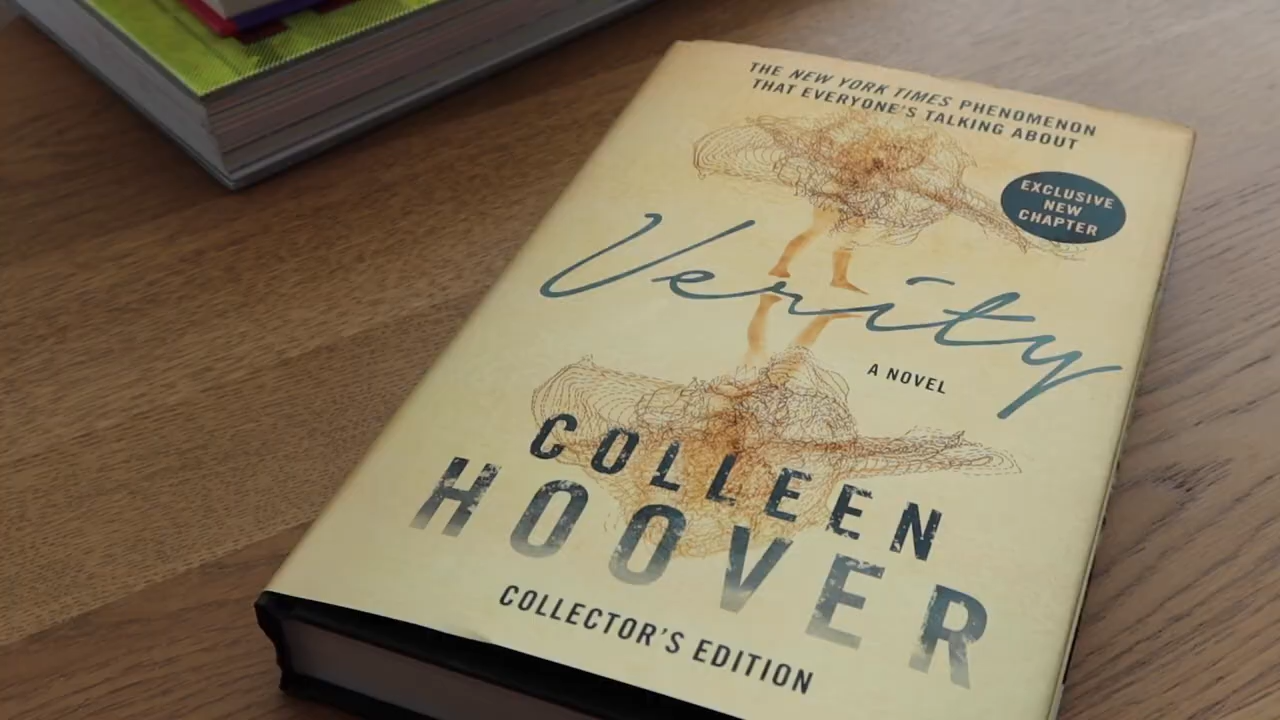 THE NEW YORK TIMES PHENOMENON
THAT EVERYONE'S TALKING ABOUT
EXCLUSIVE
NEW
CHAPTER
Verity
A NOVEL
COLLEEN
HOOVER
COLLECTOR'S EDITION